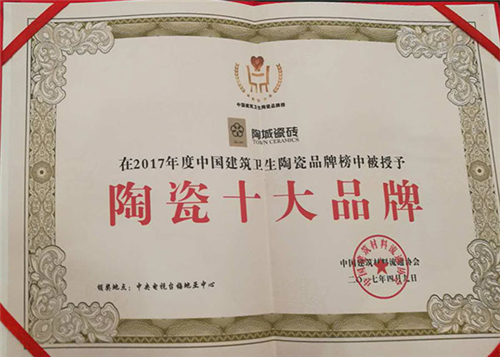 中国建筑卫生陶瓷品牌榜
陶城瓷砖
TOWN CERAMICS
在2017年度中国建筑卫生陶瓷品牌榜中被授予
陶瓷十大品牌
中国建筑材料流通协会
二〇一七年四月九日
颁奖地点：中央电视台梅地亚中心